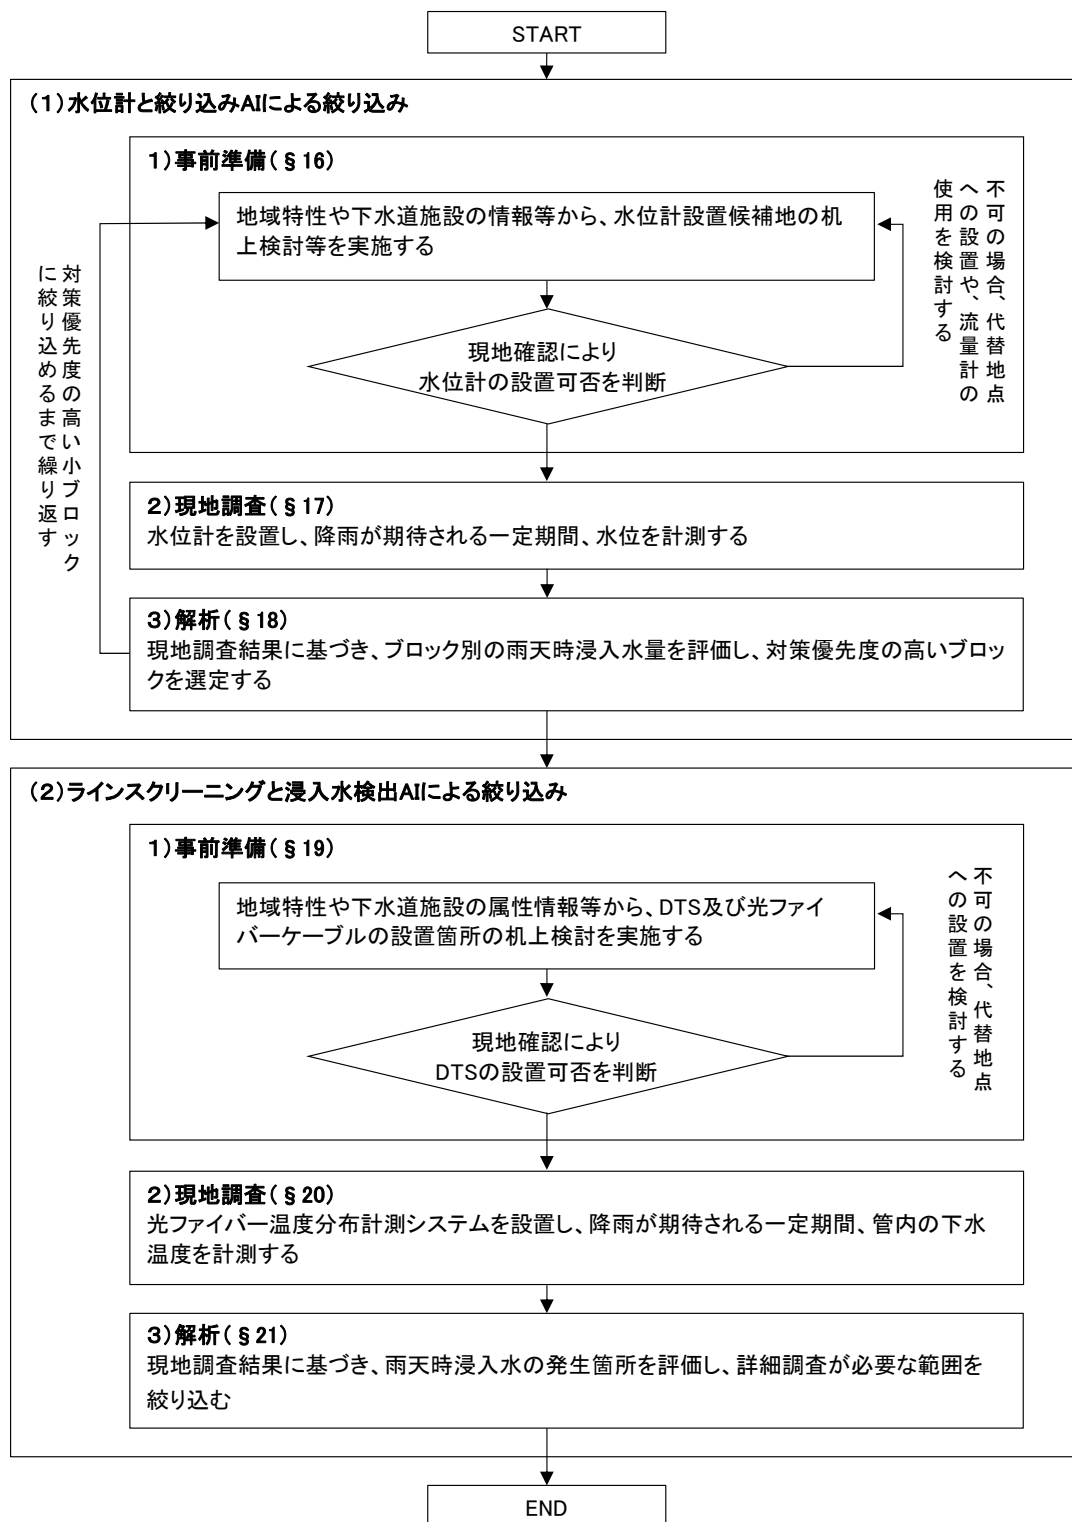 START
(1)水位計と絞り込みAIによる絞り込み
1)事前準備(§16)
地域特性や下水道施設の情報等から、水位計設置候補地の机
上検討等を実施する
不可の場合、代替地点
への設置や、流量計の
使用を検討する
現地確認により
水位計の設置可否を判断
対策優先度の高い小ブロック
に絞り込めるまで繰り返す
2)現地調査(§17)
水位計を設置し、降雨が期待される一定期間、水位を計測する
3)解析(§18)
現地調査結果に基づき、ブロック別の雨天時浸入水量を評価し、対策優先度の高いブロッ
クを選定する
(2)ラインスクリーニングと浸入水検出AIによる絞り込み
1)事前準備(§19)
地域特性や下水道施設の属性情報等から、DTS及び光ファイ
バーケーブルの設置箇所の机上検討を実施する
不可の場合、代替地点
への設置を検討する
現地確認により
DTSの設置可否を判断
2)現地調査(§20)
光ファイバー温度分布計測システムを設置し、降雨が期待される一定期間、管内の下水
温度を計測する
3)解析(§21)
現地調査結果に基づき、雨天時浸入水の発生箇所を評価し、詳細調査が必要な範囲を
絞り込む
END